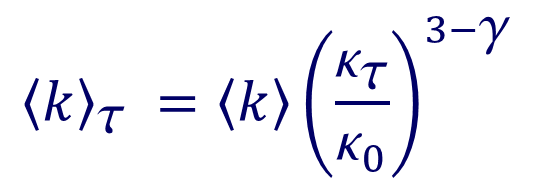 ⟨k⟩_τ = ⟨k⟩ (κ_τ / κ_0)^{3−γ}